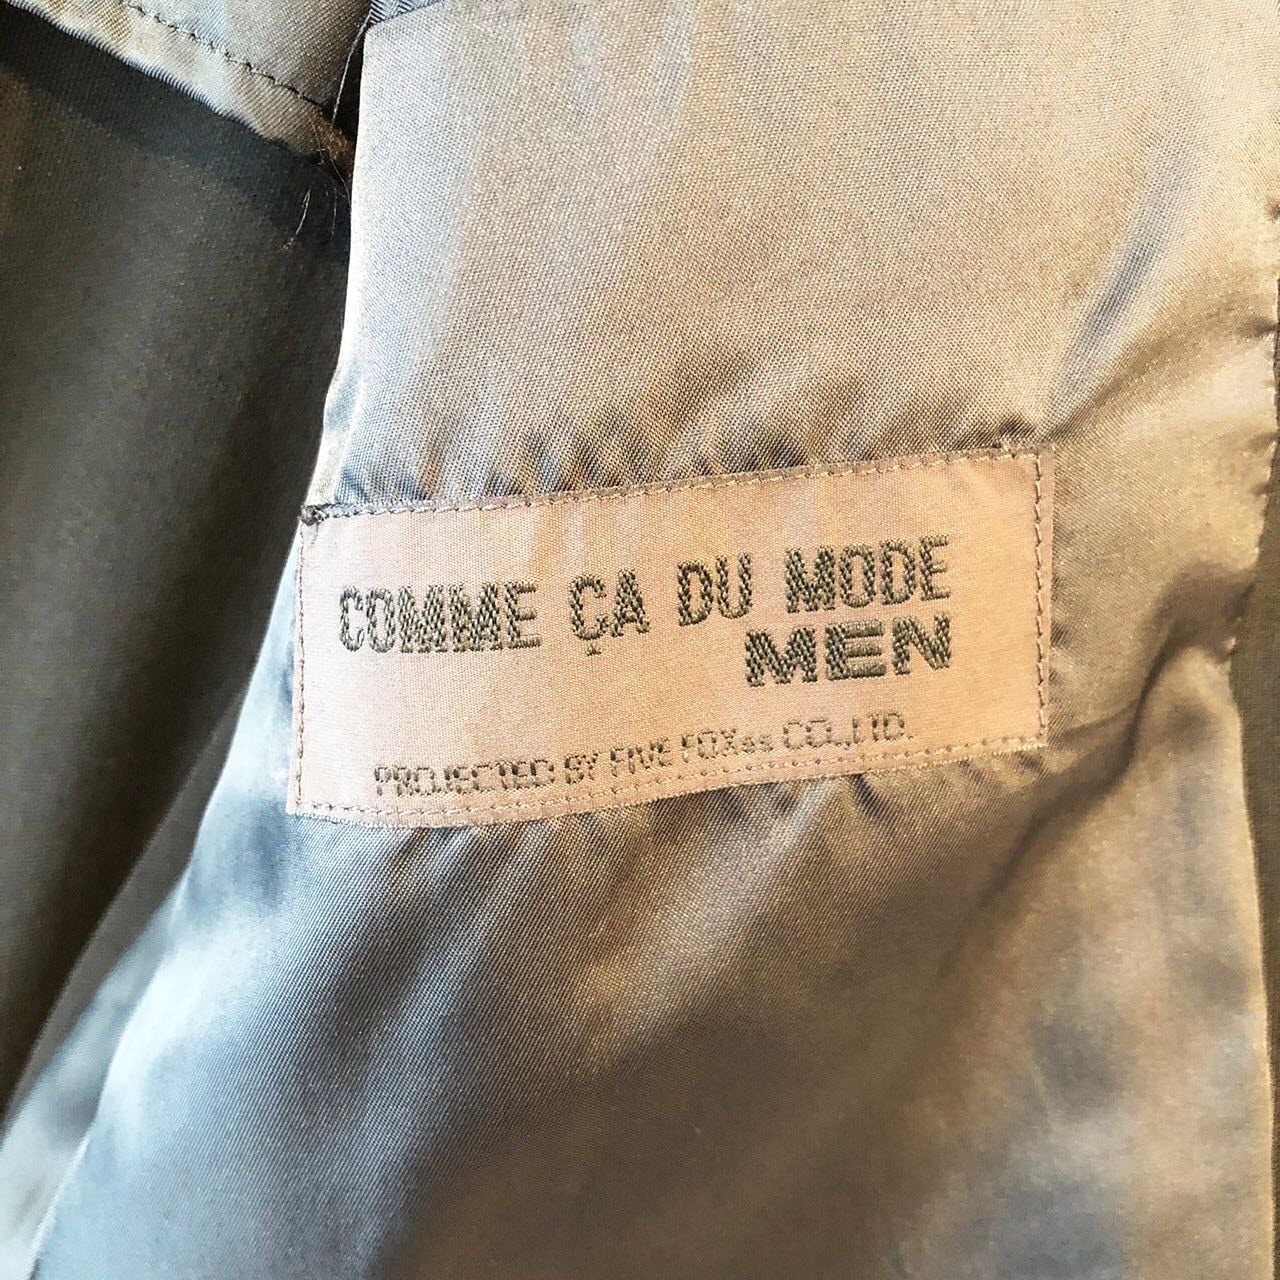 COMME ÇA DU MODE
MEN
PROJECTED BY FIVE FOXes CO.,LTD.